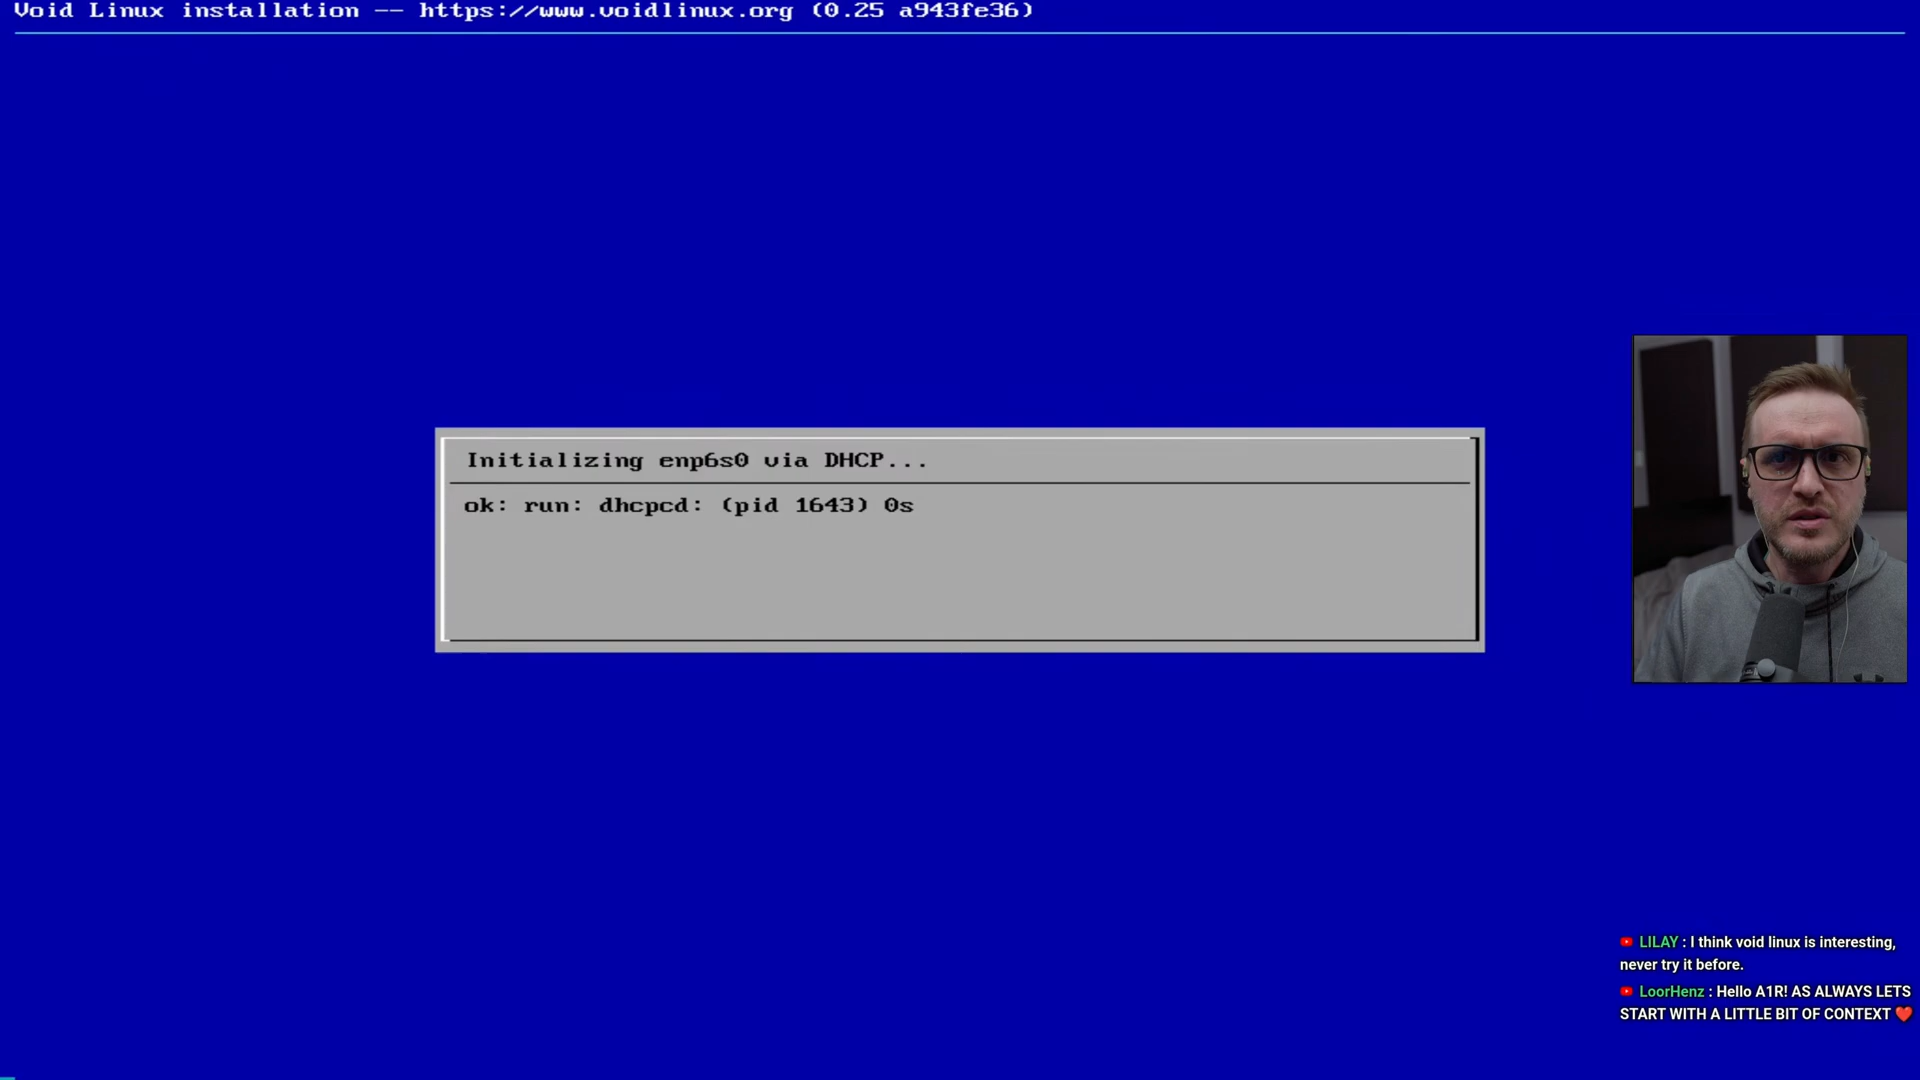 Void Linux installation -- https://www.voidlinux.org (0.25 a943fe36)
Initializing enp6s0 via DHCP...
ok: run: dhcpcd: (pid 1643) 0s
LILAY : I think void linux is interesting,
never try it before.
LoorHenz : Hello A1R! AS ALWAYS LETS
START WITH A LITTLE BIT OF CONTEXT ❤️